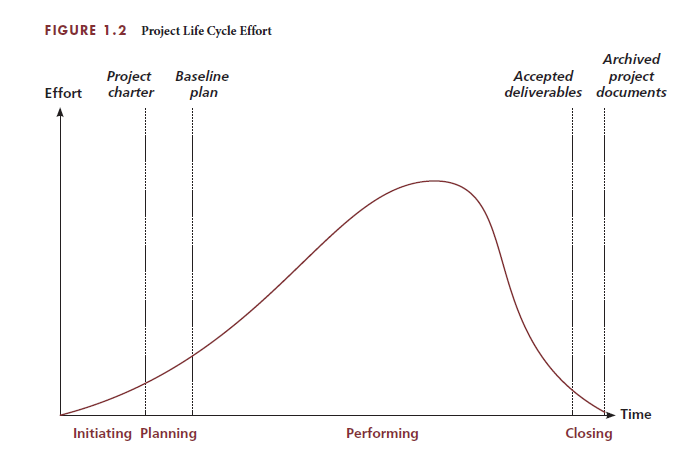 FIGURE 1.2 Project Life Cycle Effort
Archived
Project Baseline Accepted project
Effort charter plan deliverables documents
Time
Initiating Planning Performing Closing